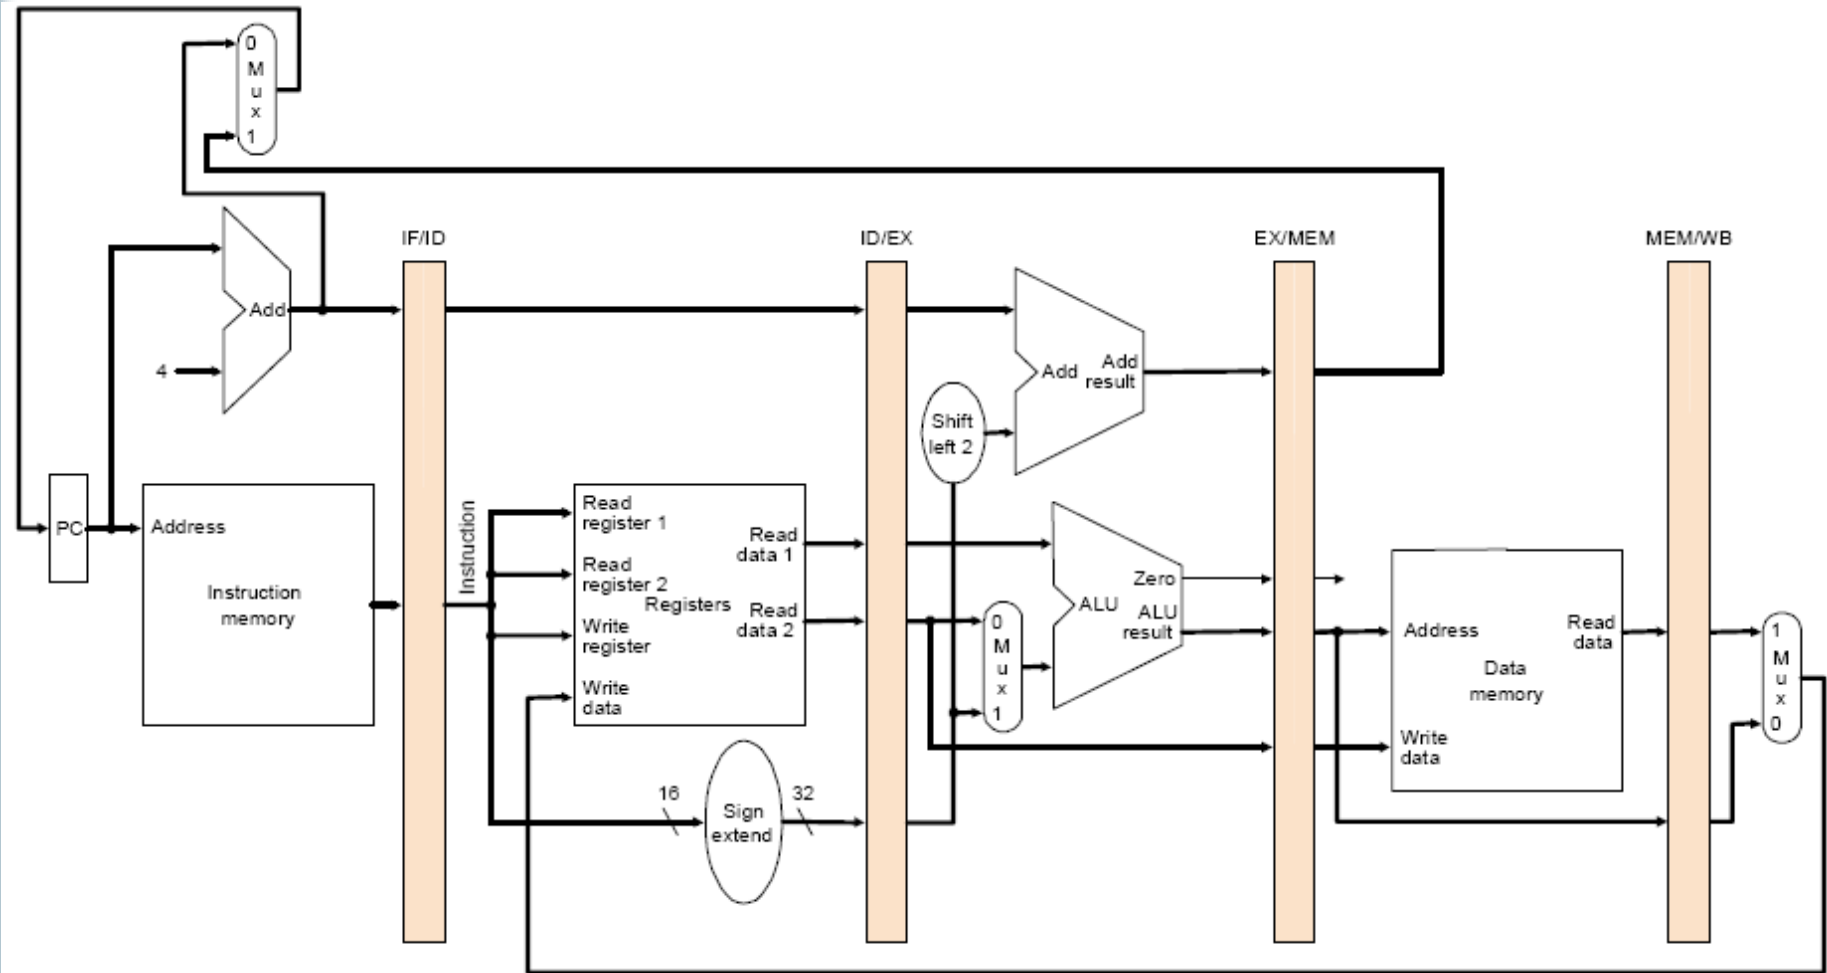 0
M
u
x
1
IF/ID
ID/EX
EX/MEM
MEM/WB
Add
4
Add
Add
result
Shift
left 2
PC
Address
Instruction
memory
Instruction
Read
register 1
Read
register 2
Write
register
Write
data
Registers
Read
data 1
Read
data 2
16
Sign
extend
32
0
M
u
x
1
Zero
ALU
ALU
result
Address
Read
data
Data
memory
Write
data
1
M
u
x
0